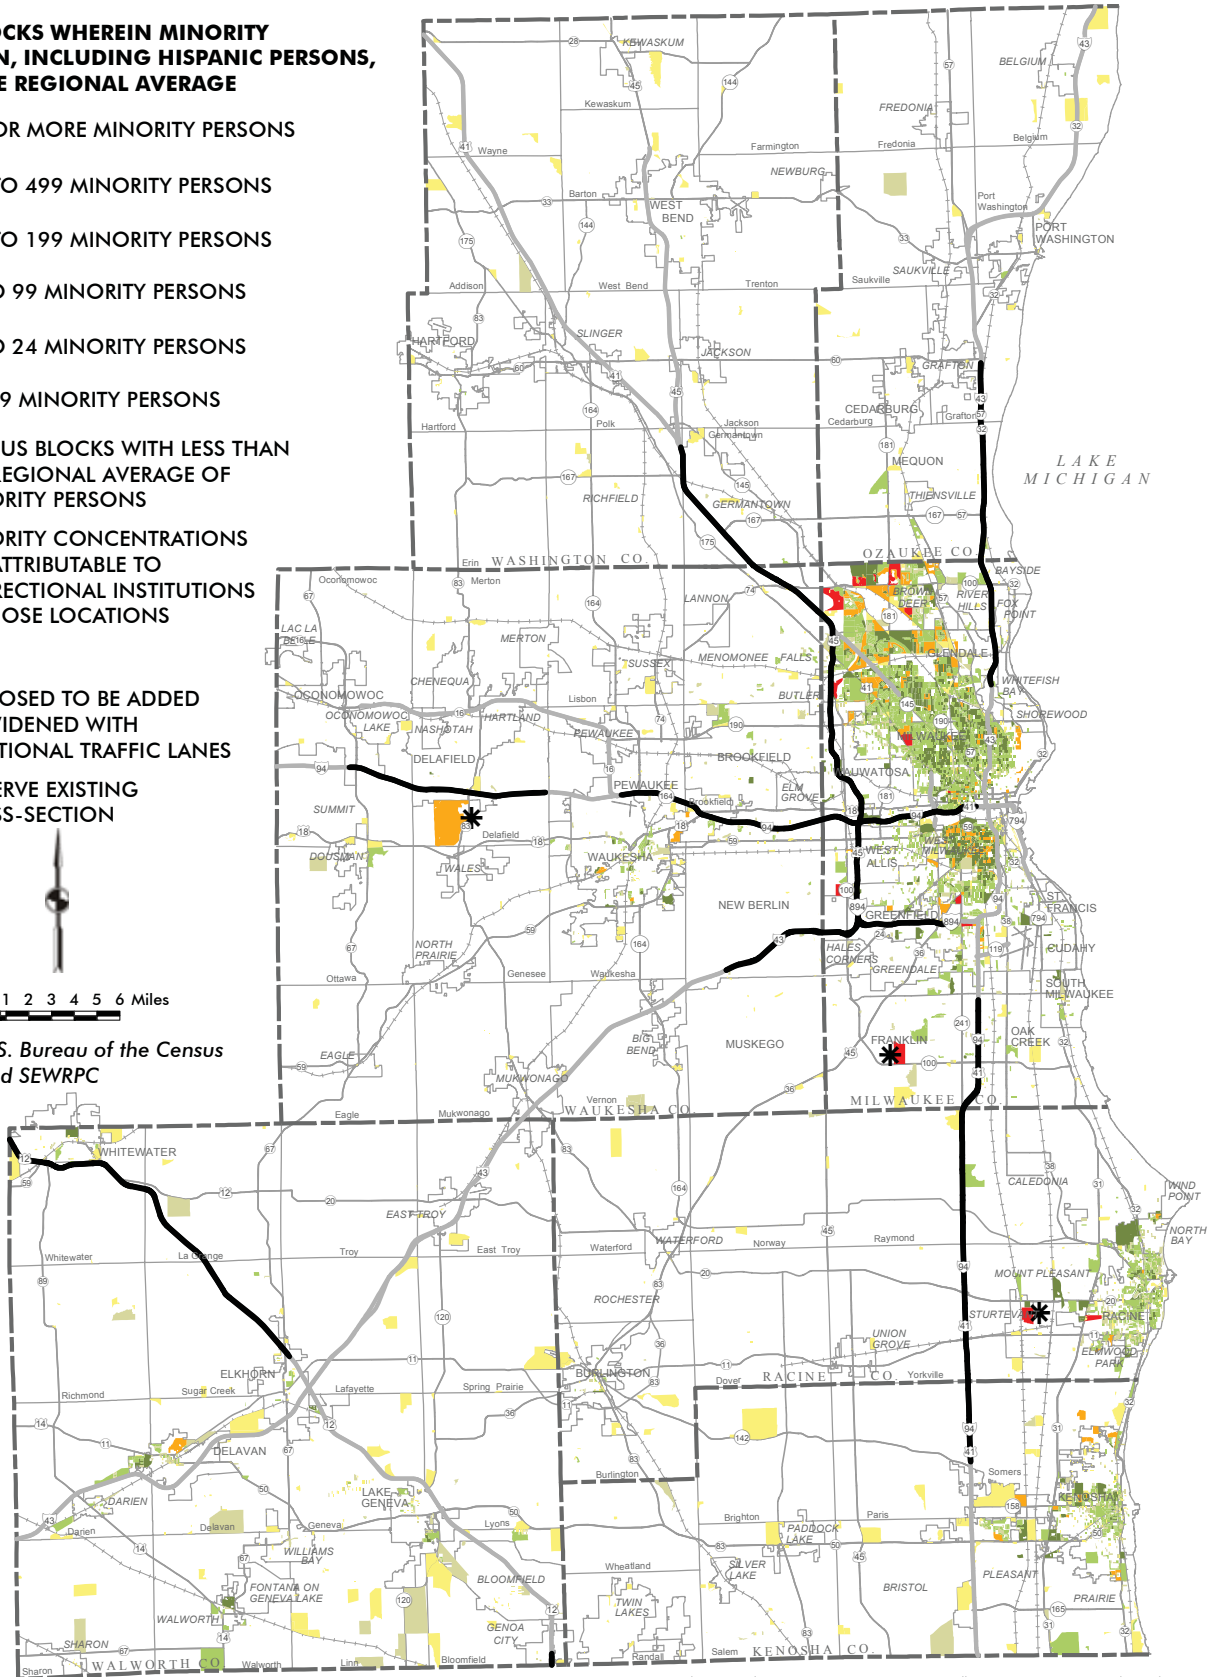 OCKS WHEREIN MINORITY
N, INCLUDING HISPANIC PERSONS,
E REGIONAL AVERAGE
OR MORE MINORITY PERSONS
TO 499 MINORITY PERSONS
TO 199 MINORITY PERSONS
O 99 MINORITY PERSONS
O 24 MINORITY PERSONS
9 MINORITY PERSONS
US BLOCKS WITH LESS THAN
REGIONAL AVERAGE OF
ORITY PERSONS
ORITY CONCENTRATIONS
ATTRIBUTABLE TO
RECTIONAL INSTITUTIONS
HOSE LOCATIONS
POSED TO BE ADDED
WIDENED WITH
TIONAL TRAFFIC LANES
ERVE EXISTING
SS-SECTION
1 2 3 4 5 6 Miles
S. Bureau of the Census
d SEWRPC
KEWASKUM
Kewaskum
BELGIUM
FREDONIA
Fredonia
Belgium
Wayne
Farmington
NEWBURG
Barton
WEST
BEND
Port
Washington
PORT
WASHINGTON
SAUKVILLE
Saukville
Addison
West Bend
Trenton
SLINGER
HARTFORD
JACKSON
GRAFTON
CEDARBURG
Cedarburg
Grafton
Hartford
Polk
Jackson
Germantown
MEQUON
LAKE
MICHIGAN
RICHFIELD
GERMANTOWN
THIENSVILLE
Erin
WASHINGTON CO.
OZAUKEE CO.
Oconomowoc
Merton
LANNON
BROWN
DEER
RIVER
HILLS
BAYSIDE
FOX
POINT
LAC LA
BELLE
MERTON
SUSSEX
MENOMONEE FALLS
GLENDALE
CHENEQUA
BUTLER
WHITEFISH
BAY
OCONOMOWOC
Lisbon
OCONOMOWOC
LAKE
NASHOTAH
HARTLAND
PEWAUKEE
SHOREWOOD
MILWAUKEE
DELAFIELD
BROOKFIELD
WAUWATOSA
PEWAUKEE
ELM
GROVE
Brookfield
SUMMIT
Delafield
DOUSMAN
WALES
WAUKESHA
WEST
ALLIS
WEST
MILWAUKEE
NEW BERLIN
GREENFIELD
ST.
FRANCIS
NORTH
PRAIRIE
HALES
CORNERS
GREENDALE
CUDAHY
Ottawa
Genesee
Waukesha
SOUTH
MILWAUKEE
EAGLE
BIG
BEND
MUSKEGO
FRANKLIN
OAK
CREEK
MUKWONAGO
Vernon
Eagle
Mukwonago
WAUKESHA CO.
MILWAUKEE CO.
WHITEWATER
CALEDONIA
WIND
POINT
NORTH
BAY
EAST TROY
WATERFORD
Whitewater
La Grange
Troy
East Troy
Waterford
Norway
Raymond
MOUNT PLEASANT
ROCHESTER
STURTEVA
RACINE
UNION
GROVE
ELMWOOD
PARK
ELKHORN
BURLINGTON
Richmond
Sugar Creek
Lafayette
Spring Prairie
Dover
RACINE CO.
Yorkville
DELAVAN
Burlington
Somers
LAKE
GENEVA
DARIEN
KENOSHA
Darien
Delavan
Geneva
Lyons
Brighton
Paris
PADDOCK
LAKE
WILLIAMS
BAY
BLOOMFIELD
Wheatland
SILVER
LAKE
PLEASANT
PRAIRIE
BRISTOL
FONTANA ON
GENEVA LAKE
TWIN
LAKES
WALWORTH
GENOA
CITY
SHARON
Sharon
WALWORTH CO
Walworth
Linn
Bloomfield
Randall
Salem
KENOSHA CO.